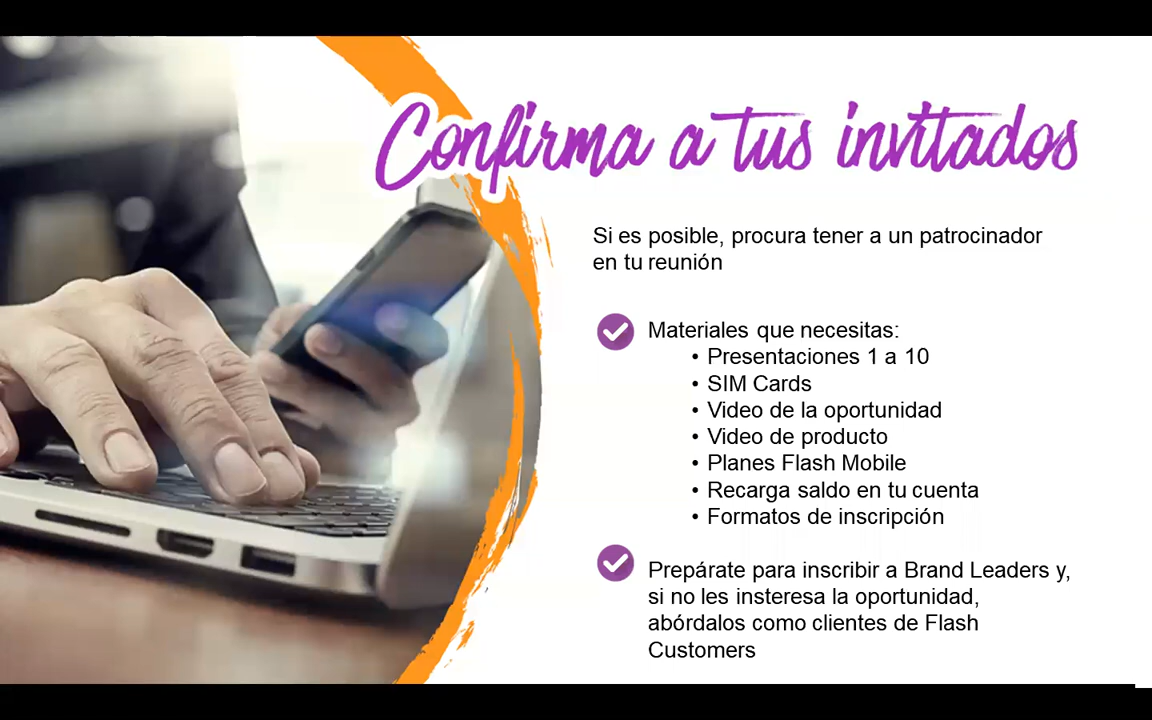 Confirma a tus invitados
Si es posible, procura tener a un patrocinador
en tu reunión
Materiales que necesitas:
• Presentaciones 1 a 10
• SIM Cards
• Video de la oportunidad
• Video de producto
• Planes Flash Mobile
• Recarga saldo en tu cuenta
• Formatos de inscripción
Prepárate para inscribir a Brand Leaders y,
si no les insteresa la oportunidad,
abórdalos como clientes de Flash
Customers